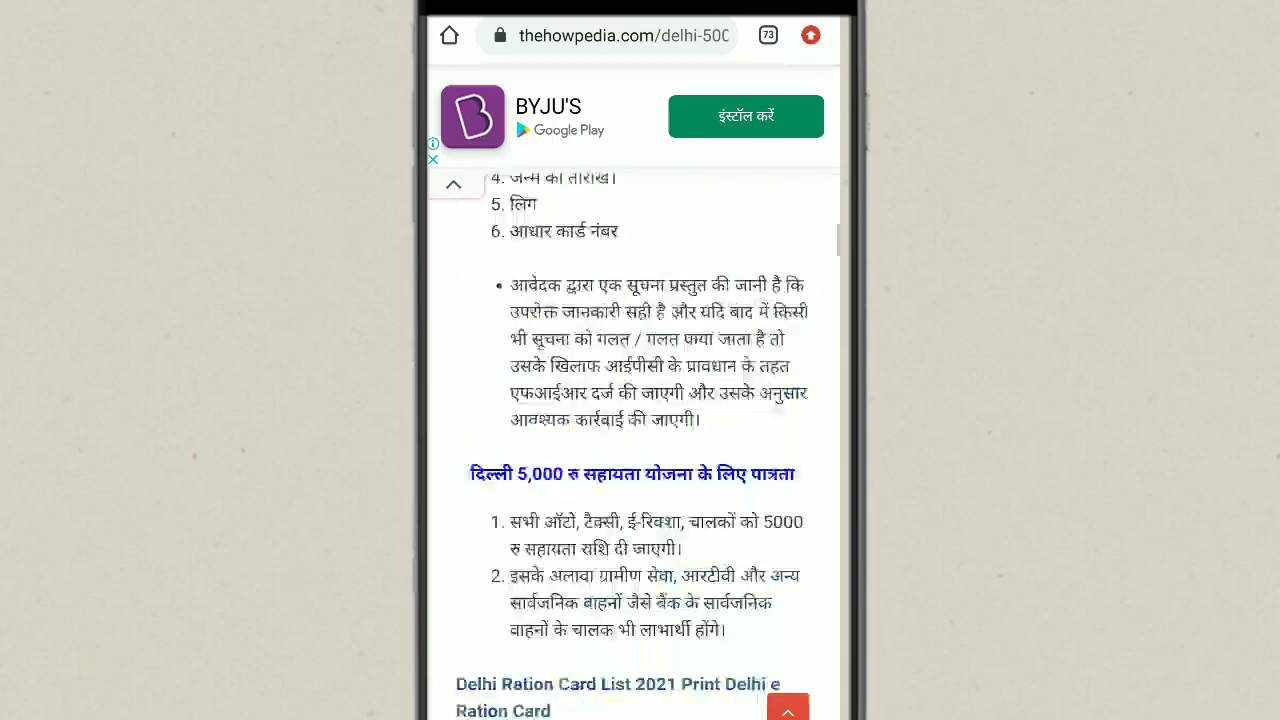 thehowpedia.com/delhi-500
73
BYJU'S
Google Play
इंस्टॉल करें
4. जन्म की तारीख।
5. लिंग
6. आधार कार्ड नंबर
• आवेदक द्वारा एक सूचना प्रस्तुत की जानी है कि
उपरोक्त जानकारी सही है और यदि बाद में किसी
भी सूचना को गलत / गलत पाया जाता है तो
उसके खिलाफ आईपीसी के प्रावधान के तहत
एफआईआर दर्ज की जाएगी और उसके अनुसार
आवश्यक कार्रवाई की जाएगी।
दिल्ली 5,000 रु सहायता योजना के लिए पात्रता
1. सभी ऑटो, टैक्सी, ई-रिक्शा, चालकों को 5000
रु सहायता राशि दी जाएगी।
2. इसके अलावा ग्रामीण सेवा, आरटीवी और अन्य
सार्वजनिक वाहनों जैसे बैंक के सार्वजनिक
वाहनों के चालक भी लाभार्थी होंगे।
Delhi Ration Card List 2021 Print Delhi e
Ration Card